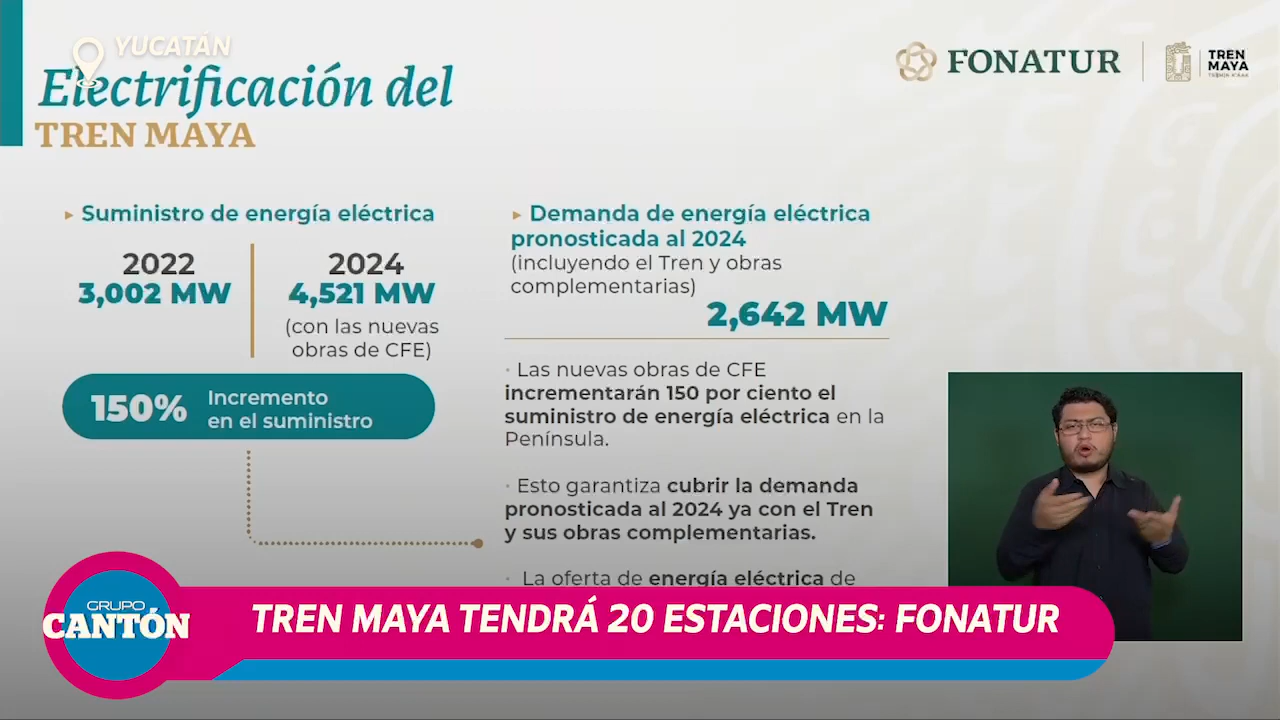 YUCATÁN
Electrificación del
TREN MAYA
FONATUR
TREN
MAYA
▸ Suministro de energía eléctrica
2022
3,002 MW
2024
4,521 MW
(con las nuevas
obras de CFE)
150%
Incremento
en el suministro
▸ Demanda de energía eléctrica
pronosticada al 2024
(incluyendo el Tren y obras
complementarias)
2,642 MW
· Las nuevas obras de CFE
incrementarán 150 por ciento el
suministro de energía eléctrica en la
Península.
· Esto garantiza cubrir la demanda
pronosticada al 2024 ya con el Tren
y sus obras complementarias.
· La oferta de energía eléctrica de
GRUPO
CANTÓN
TREN MAYA TENDRÁ 20 ESTACIONES: FONATUR